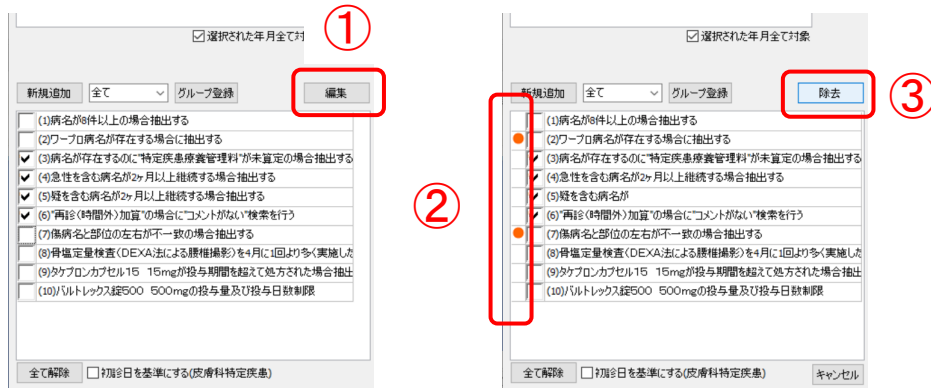 ①
☑選択された年月全て対
新規追加 全て グループ登録 編集
(1)病名が8件以上の場合抽出する
(2)ワープロ病名が存在する場合に抽出する
(3)病名が存在するのに"特定疾患療養管理料"が未算定の場合抽出する
(4)急性を含む病名が2ヶ月以上継続する場合抽出する
(5)疑を含む病名が2ヶ月以上継続する場合抽出する
(6)"再診(時間外)加算"の場合に"コメントがない"検索を行う
(7)傷病名と部位の左右が不一致の場合抽出する
(8)骨塩定量検査(DEXA法による腰椎撮影)を4月に1回より多く実施した
(9)タケプロンカプセル15 15mgが投与期間を超えて処方された場合抽出
(10)バルトレックス錠500 500mgの投与量及び投与日数制限
全て解除 初診日を基準にする(皮膚科特定疾患)
②
☑選択された年月全て対象
新規追加 全て グループ登録 除去
③
(1)病名が8件以上の場合抽出する
(2)ワープロ病名が存在する場合に抽出する
(3)病名が存在するのに"特定疾患療養管理料"が未算定の場合抽出する
(4)急性を含む病名が2ヶ月以上継続する場合抽出する
(5)疑を含む病名が
(6)"再診(時間外)加算"の場合に"コメントがない"検索を行う
(7)傷病名と部位の左右が不一致の場合抽出する
(8)骨塩定量検査(DEXA法による腰椎撮影)を4月に1回より多く実施した
(9)タケプロンカプセル15 15mgが投与期間を超えて処方された場合抽出
(10)バルトレックス錠500 500mgの投与量及び投与日数制限
全て解除 初診日を基準にする(皮膚科特定疾患) キャンセル